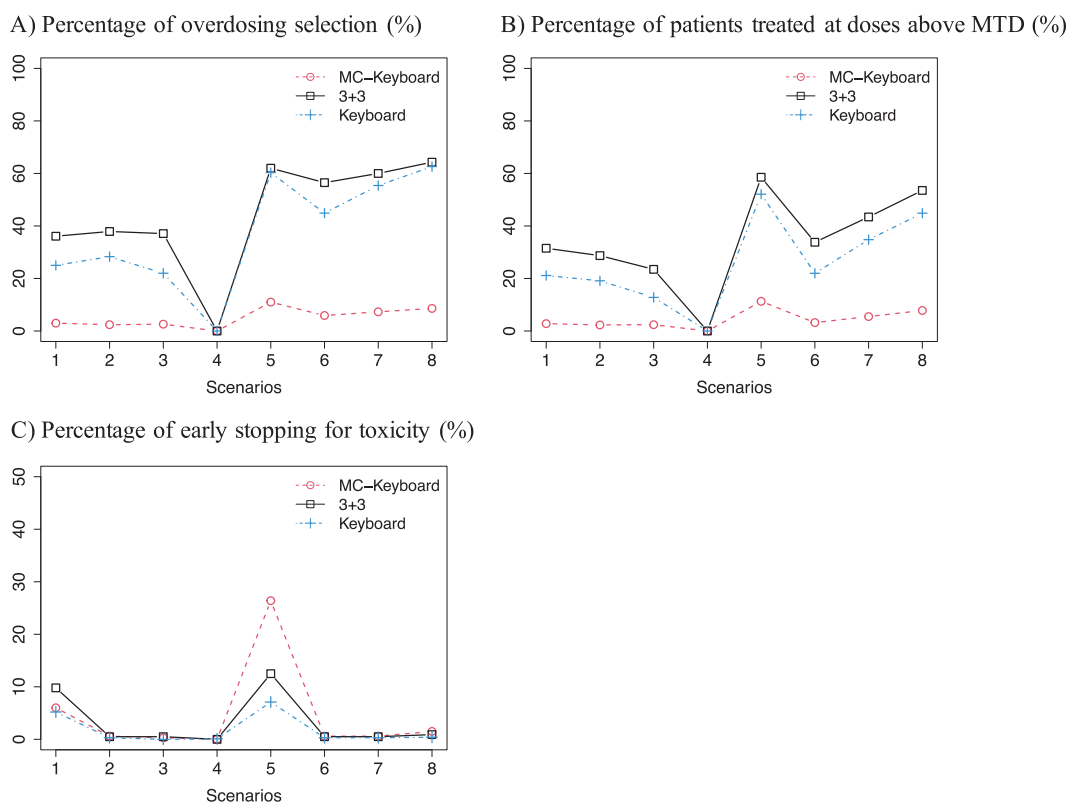 A) Percentage of overdosing selection (%)
MC−Keyboard
3+3
Keyboard
100
80
60
40
20
0
1 2 3 4 5 6 7 8
Scenarios
B) Percentage of patients treated at doses above MTD (%)
MC−Keyboard
3+3
Keyboard
100
80
60
40
20
0
1 2 3 4 5 6 7 8
Scenarios
C) Percentage of early stopping for toxicity (%)
MC−Keyboard
3+3
Keyboard
50
40
30
20
10
0
1 2 3 4 5 6 7 8
Scenarios